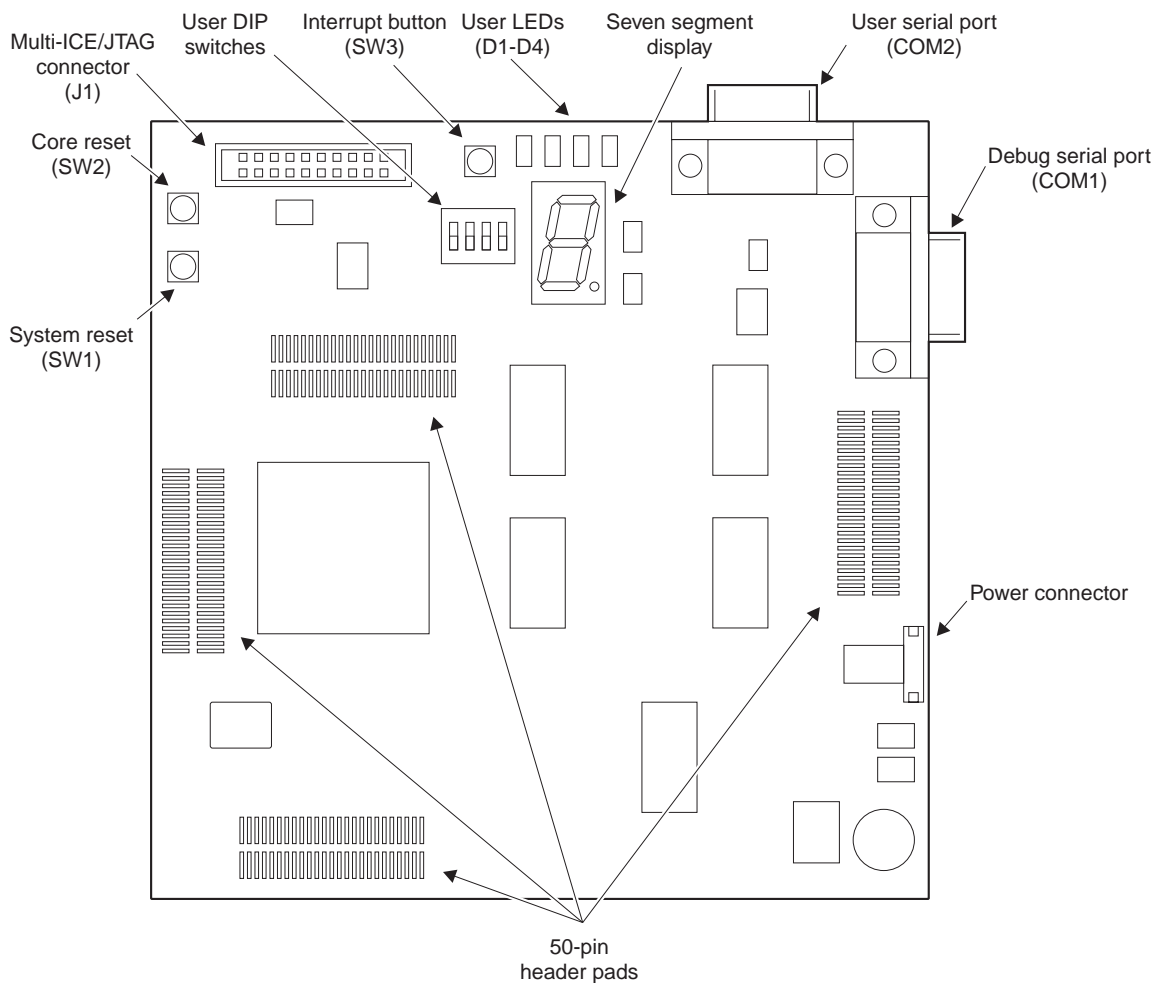 User DIP
switches
Interrupt button
(SW3)
User LEDs
(D1-D4)
Seven segment
display
User serial port
(COM2)
Multi-ICE/JTAG
connector
(J1)
Core reset
(SW2)
Debug serial port
(COM1)
System reset
(SW1)
Power connector
50-pin
header pads